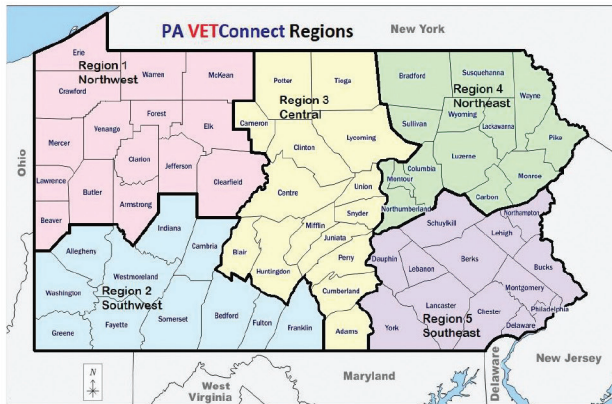 PA VETConnect Regions
New York
Erie
Region 1
Northwest
Warren
McKean
Crawford
Forest
Elk
Mercer
Venango
Clarion
Jefferson
Clearfield
Lawrence
Butler
Armstrong
Beaver
Ohio
Potter
Tioga
Region 3
Central
Cameron
Clinton
Lycoming
Centre
Union
Snyder
Mifflin
Juniata
Perry
Blair
Huntingdon
Cumberland
Adams
Bradford
Susquehanna
Region 4
Northeast
Wayne
Sullivan
Wyoming
Lackawanna
Pike
Luzerne
Columbia
Montour
Monroe
Carbon
Northumberland
Indiana
Cambria
Allegheny
Westmoreland
Washington
Region 2
Southwest
Greene
Fayette
Somerset
Bedford
Fulton
Franklin
Schuylkill
Northampton
Lehigh
Dauphin
Lebanon
Berks
Bucks
Montgomery
Lancaster
Chester
Philadelphia
Delaware
York
Region 5
Southeast
N
West
Virginia
Maryland
Delaware
New Jersey